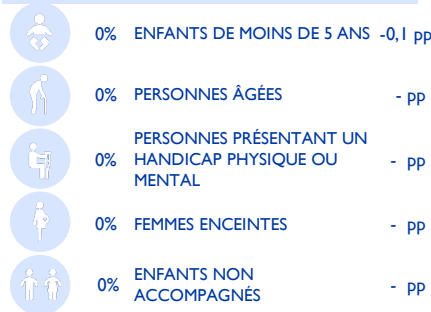 0% ENFANTS DE MOINS DE 5 ANS -0,1 pp
0% PERSONNES ÂGÉES - pp
PERSONNES PRÉSENTANT UN
0% HANDICAP PHYSIQUE OU - pp
MENTAL
0% FEMMES ENCEINTES - pp
0% ENFANTS NON - pp
ACCOMPAGNÉS